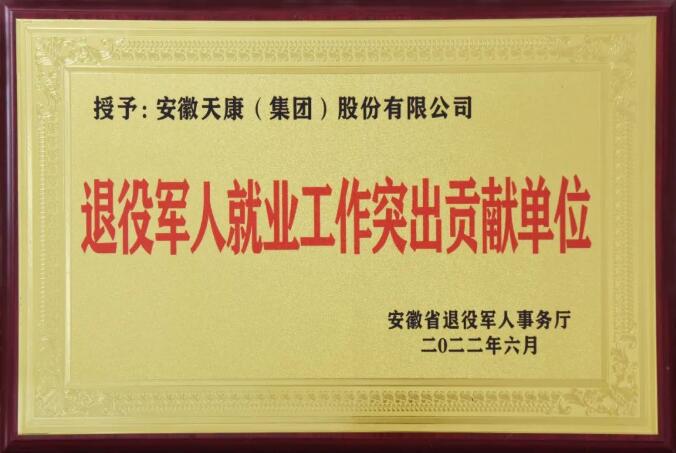 授予：安徽天康（集团）股份有限公司
退役军人就业工作突出贡献单位
安徽省退役军人事务厅
二〇二二年六月